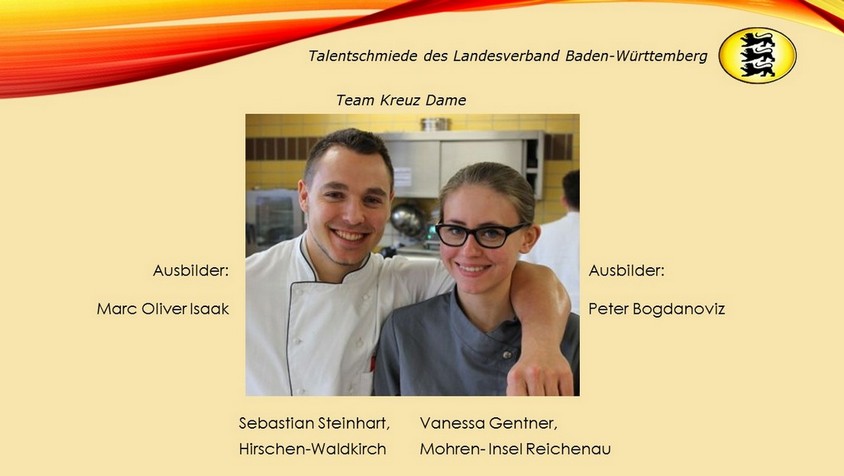 Talentschmiede des Landesverband Baden-Württemberg
Team Kreuz Dame
Ausbilder:
Marc Oliver Isaak
Ausbilder:
Peter Bogdanoviz
Sebastian Steinhart,
Hirschen-Waldkirch
Vanessa Gentner,
Mohren- Insel Reichenau